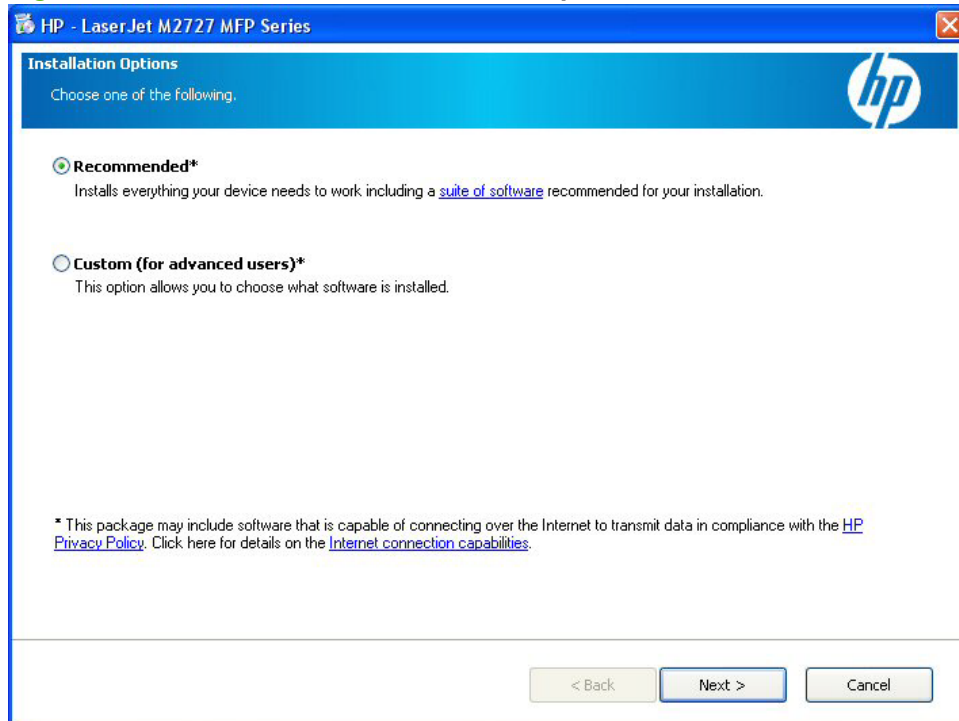 HP - LaserJet M2727 MFP Series
Installation Options
Choose one of the following.
hp
Recommended*
Installs everything your device needs to work including a suite of software recommended for your installation.
Custom (for advanced users)*
This option allows you to choose what software is installed.
* This package may include software that is capable of connecting over the Internet to transmit data in compliance with the HP
Privacy Policy. Click here for details on the Internet connection capabilities.
< Back Next > Cancel